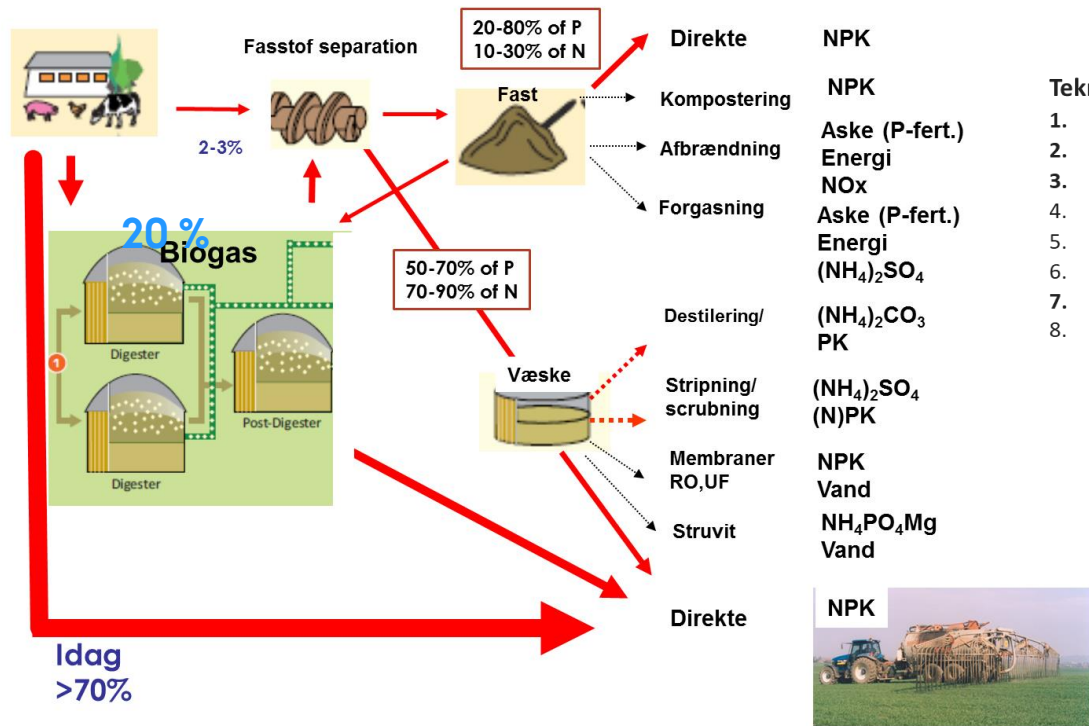 Fasstof separation
20-80% of P
10-30% of N
Direkte NPK
Fast
Kompostering NPK
2-3%
Afbrændning
Aske (P-fert.)
Energi
NOx
Forgasning
Aske (P-fert.)
Energi
(NH₄)₂SO₄
20 %
Biogas
Digester
1
Digester
Post-Digester
50-70% of P
70-90% of N
Væske
Destilering/
(NH₄)₂CO₃
PK
Stripning/
scrubning
(NH₄)₂SO₄
(N)PK
Membraner
RO,UF
NPK
Vand
Struvit
NH₄PO₄Mg
Vand
Direkte NPK
Idag
>70%
1.
2.
3.
4.
5.
6.
7.
8.